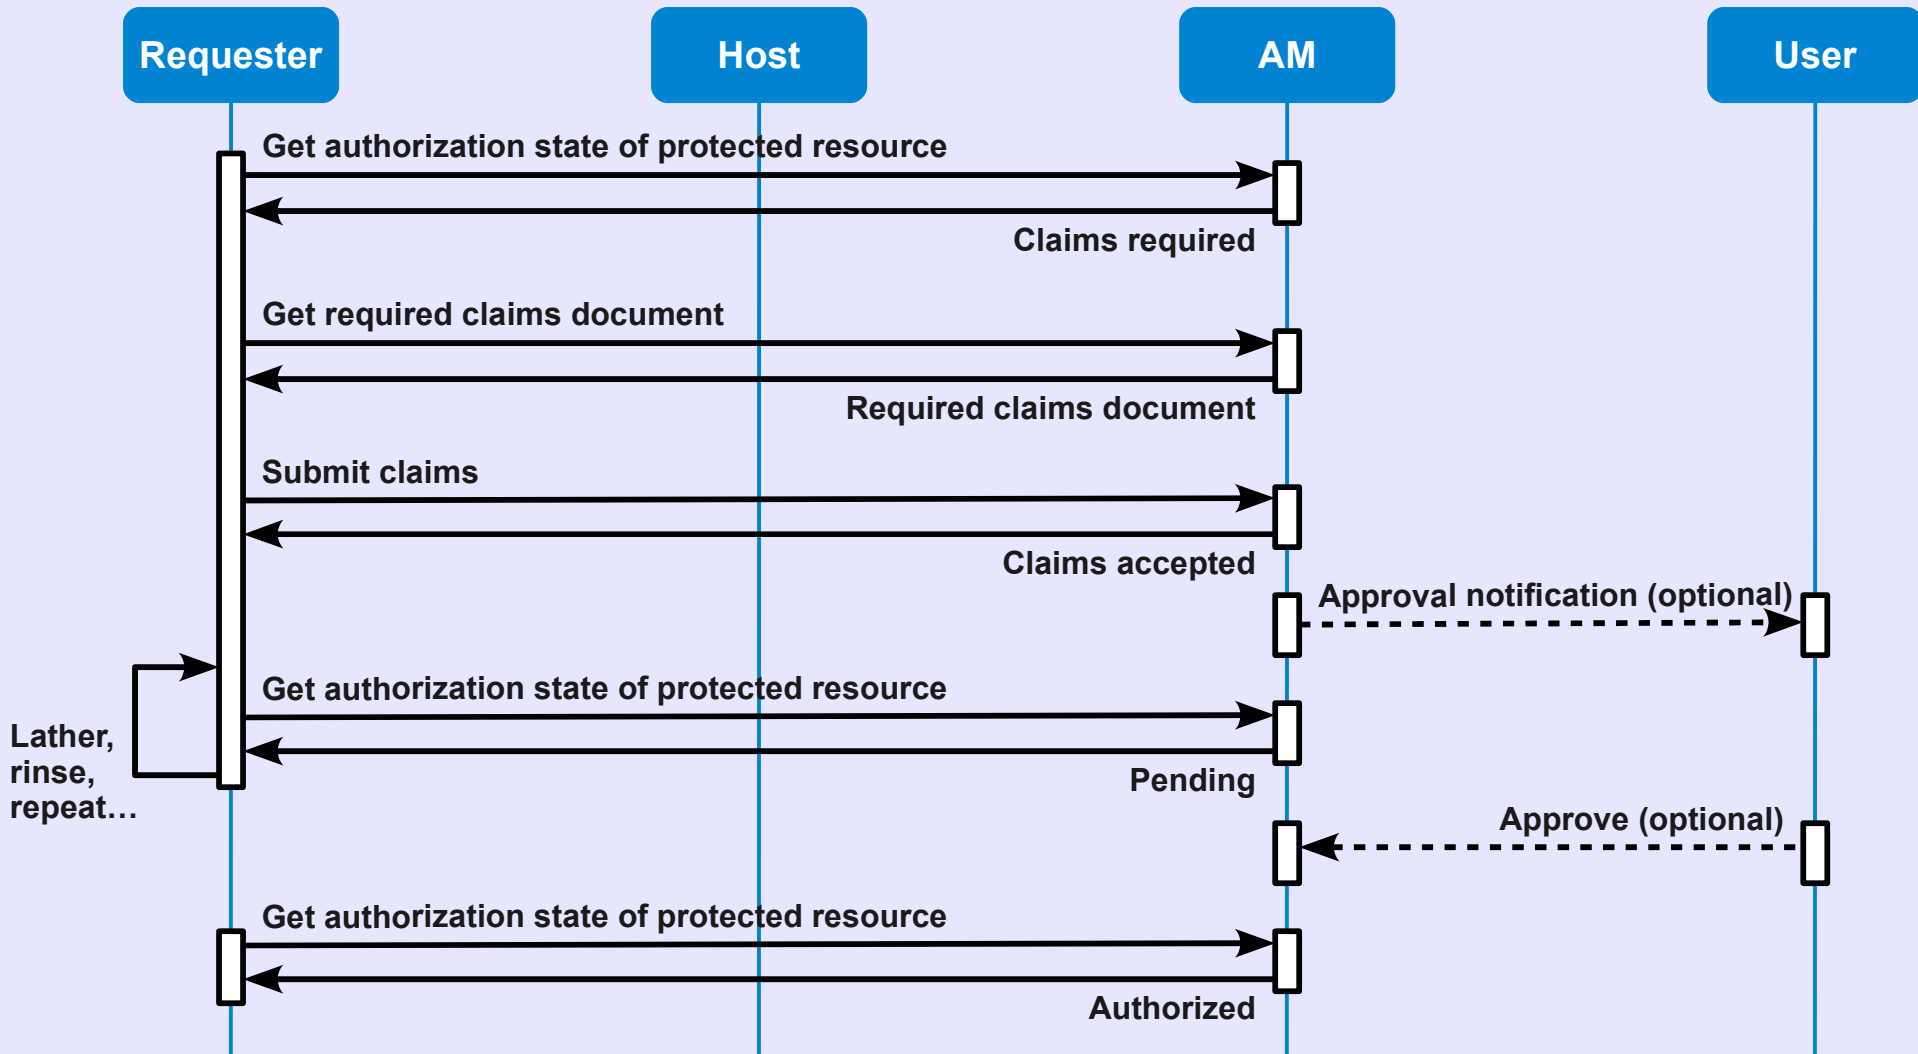 Requester
Host
AM
User
Get authorization state of protected resource
Claims required
Get required claims document
Required claims document
Submit claims
Claims accepted
Approval notification (optional)
Get authorization state of protected resource
Lather,
rinse,
repeat…
Pending
Approve (optional)
Get authorization state of protected resource
Authorized